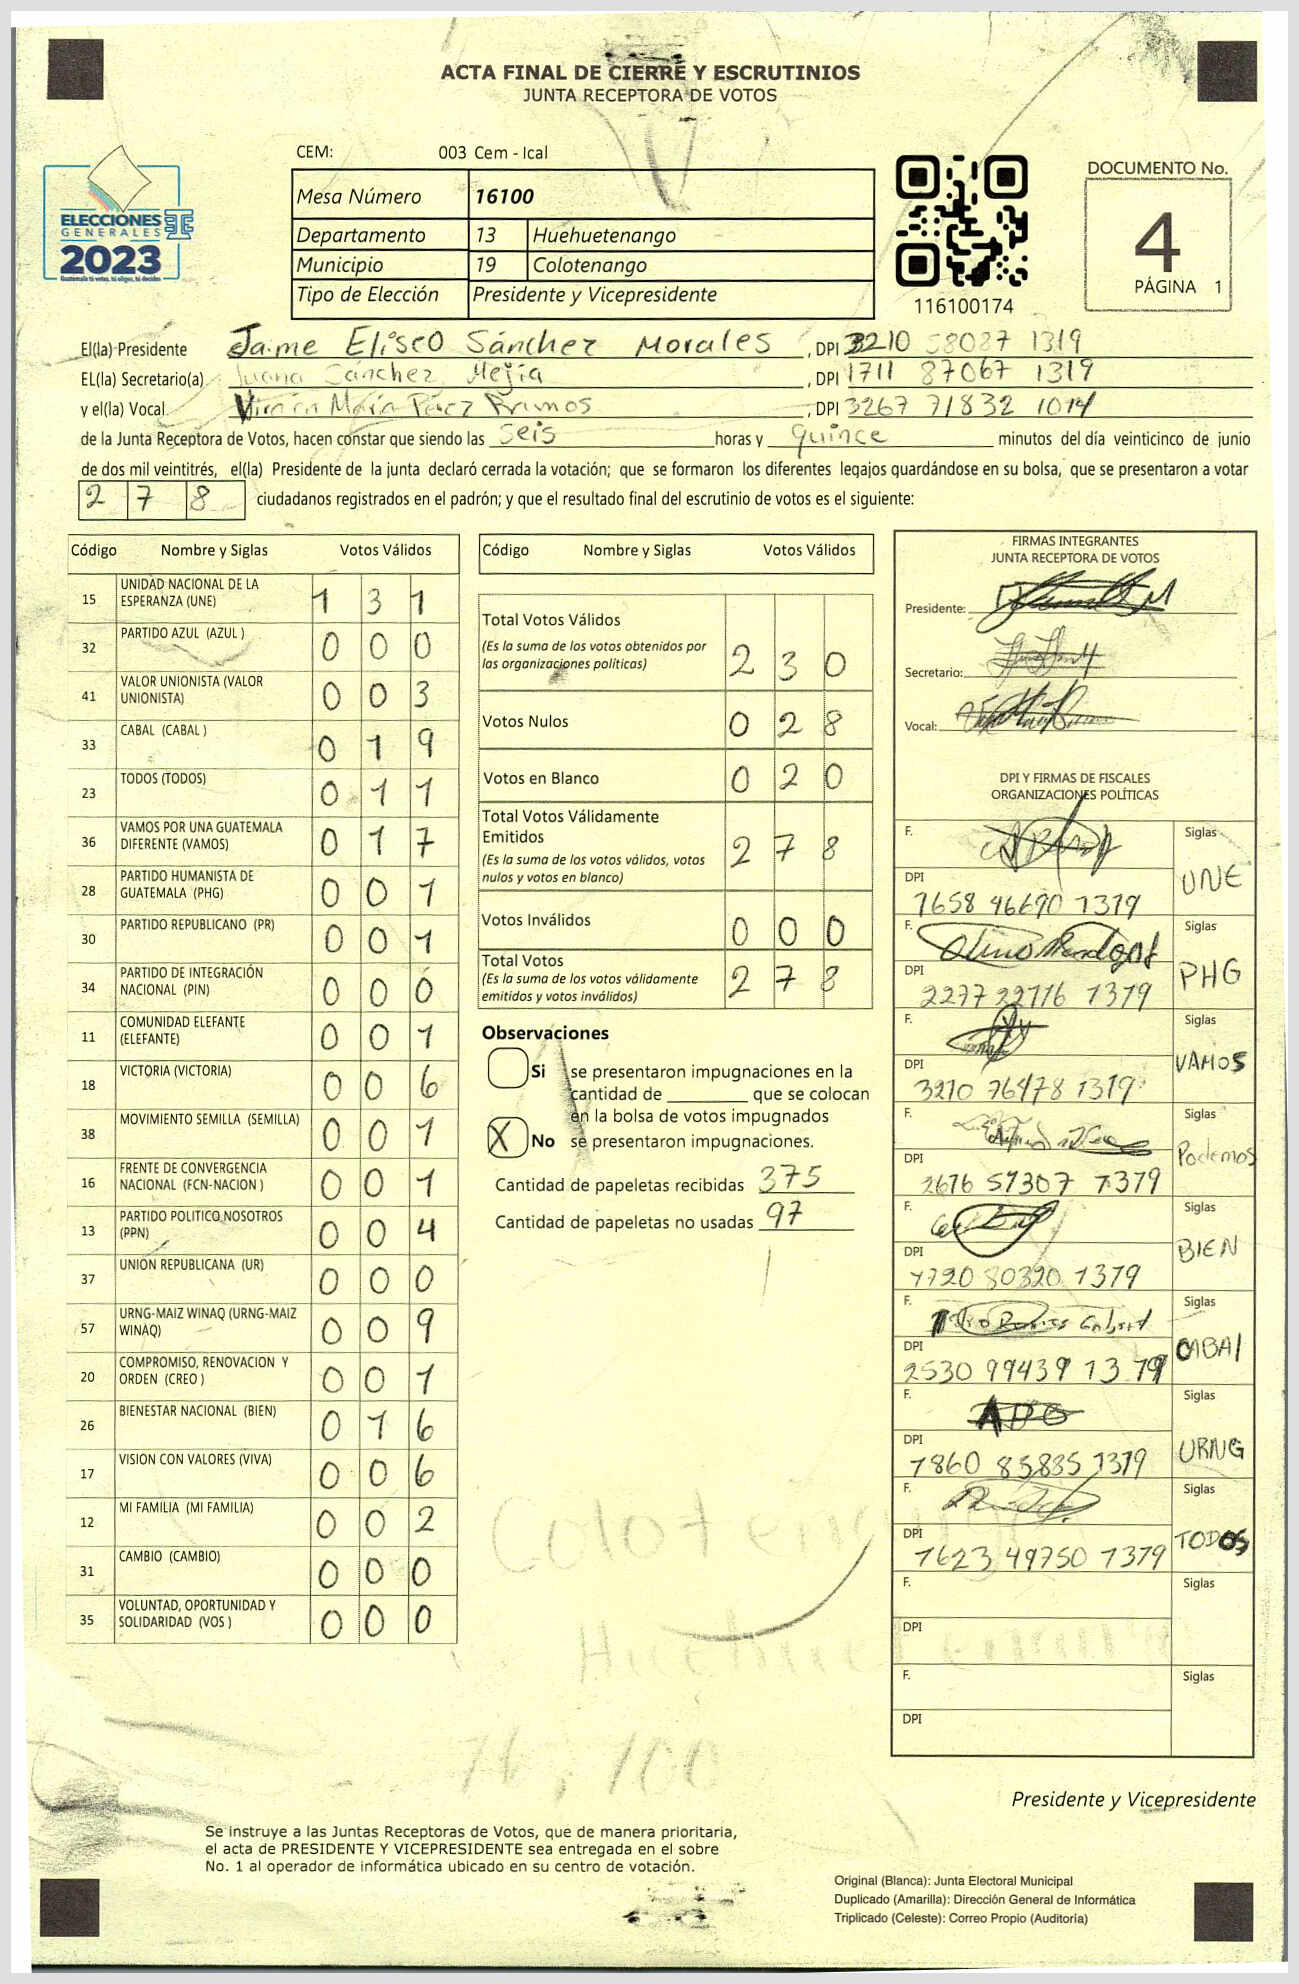 ACTA FINAL DE CIERRE Y ESCRUTINIOS
JUNTA RECEPTORA DE VOTOS
CEM: 003 Cem - Ical
Mesa Número 16100
Departamento 13 Huehuetenango
Municipio 19 Colotenango
Tipo de Elección Presidente y Vicepresidente
ELECCIONES
GENERALES
2023
Guatemala tú votas, tú eliges, tú decides
116100174
DOCUMENTO No.
4
PÁGINA 1
El(la) Presidente Jaime Eliseo Sánchez Morales , DPI 3210 58027 1319
EL(la) Secretario(a) Juana Sánchez Mejía , DPI 1711 87067 1319
y el(la) Vocal Pérez Ramos , DPI 3267 71832 1014
de la Junta Receptora de Votos, hacen constar que siendo las seis horas y quince minutos del día veinticinco de junio
de dos mil veintitrés, el(la) Presidente de la junta declaró cerrada la votación; que se formaron los diferentes legajos guardándose en su bolsa, que se presentaron a votar
2 7 8 ciudadanos registrados en el padrón; y que el resultado final del escrutinio de votos es el siguiente:
Código Nombre y Siglas Votos Válidos
15 UNIDAD NACIONAL DE LA ESPERANZA (UNE) 1 3 1
32 PARTIDO AZUL (AZUL ) 0 0 0
41 VALOR UNIONISTA (VALOR UNIONISTA) 0 0 3
33 CABAL (CABAL ) 0 1 9
23 TODOS (TODOS) 0 1 1
36 VAMOS POR UNA GUATEMALA DIFERENTE (VAMOS) 0 1 7
28 PARTIDO HUMANISTA DE GUATEMALA (PHG) 0 0 1
30 PARTIDO REPUBLICANO (PR) 0 0 1
34 PARTIDO DE INTEGRACIÓN NACIONAL (PIN) 0 0 0
11 COMUNIDAD ELEFANTE (ELEFANTE) 0 0 1
18 VICTORIA (VICTORIA) 0 0 6
38 MOVIMIENTO SEMILLA (SEMILLA) 0 0 1
16 FRENTE DE CONVERGENCIA NACIONAL (FCN-NACION ) 0 0 1
13 PARTIDO POLITICO NOSOTROS (PPN) 0 0 4
37 UNION REPUBLICANA (UR) 0 0 0
57 URNG-MAIZ WINAQ (URNG-MAIZ WINAQ) 0 0 9
20 COMPROMISO, RENOVACION Y ORDEN (CREO ) 0 0 1
26 BIENESTAR NACIONAL (BIEN) 0 1 6
17 VISION CON VALORES (VIVA) 0 0 6
12 MI FAMILIA (MI FAMILIA) 0 0 2
31 CAMBIO (CAMBIO) 0 0 0
35 VOLUNTAD, OPORTUNIDAD Y SOLIDARIDAD (VOS ) 0 0 0
Código Nombre y Siglas Votos Válidos
Total Votos Válidos 2 3 0
(Es la suma de los votos obtenidos por
las organizaciones políticas)
Votos Nulos 0 2 8
Votos en Blanco 0 2 0
Total Votos Válidamente
Emitidos 2 7 8
(Es la suma de los votos válidos, votos
nulos y votos en blanco)
Votos Inválidos 0 0 0
Total Votos 2 7 8
(Es la suma de los votos válidamente
emitidos y votos inválidos)
Observaciones
Si se presentaron impugnaciones en la
cantidad de ________ que se colocan
en la bolsa de votos impugnados
X No se presentaron impugnaciones.
Cantidad de papeletas recibidas 375
Cantidad de papeletas no usadas 97
Colotenango
16,100
FIRMAS INTEGRANTES
JUNTA RECEPTORA DE VOTOS
Presidente:
Secretario:
Vocal:
DPI Y FIRMAS DE FISCALES
ORGANIZACIONES POLÍTICAS
F. Siglas
DPI UNE
1658 46690 1319
F. Siglas
DPI PHG
2277 22716 1319
F. Siglas
DPI VAMOS
3210 76478 1319
F. Siglas
DPI Podemos
2676 57307 1319
F. Siglas
DPI BIEN
1720 80320 1319
F. Siglas
DPI CABAl
2530 99439 1319
F. Siglas
DPI URNG
1860 85835 1319
F. Siglas
DPI TODOS
1623 49750 1319
F. Siglas
DPI
F. Siglas
DPI
Presidente y Vicepresidente
Se instruye a las Juntas Receptoras de Votos, que de manera prioritaria,
el acta de PRESIDENTE Y VICEPRESIDENTE sea entregada en el sobre
No. 1 al operador de informática ubicado en su centro de votación.
Original (Blanca): Junta Electoral Municipal
Duplicado (Amarilla): Dirección General de Informática
Triplicado (Celeste): Correo Propio (Auditoría)